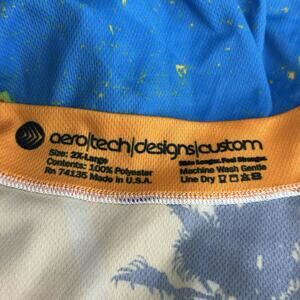 aero|tech|designs|custom
Size: 2X-Large
Contents: 100% Polyester
Rn 74135 Made in U.S.A.
Ride Longer, Feel Stronger.
Machine Wash Gentle
Line Dry